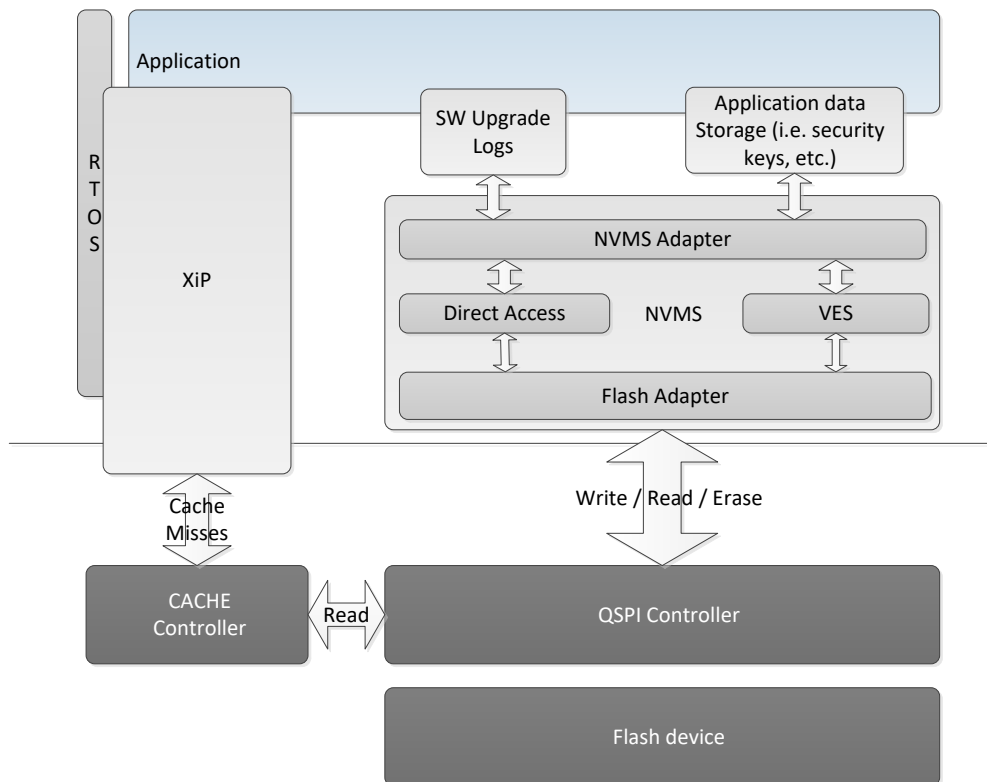 Application
R
T
O
S
XiP
SW Upgrade
Logs
Application data
Storage (i.e. security
keys, etc.)
NVMS Adapter
Direct Access
NVMS
VES
Flash Adapter
Cache
Misses
Write / Read / Erase
CACHE
Controller
Read
QSPI Controller
Flash device